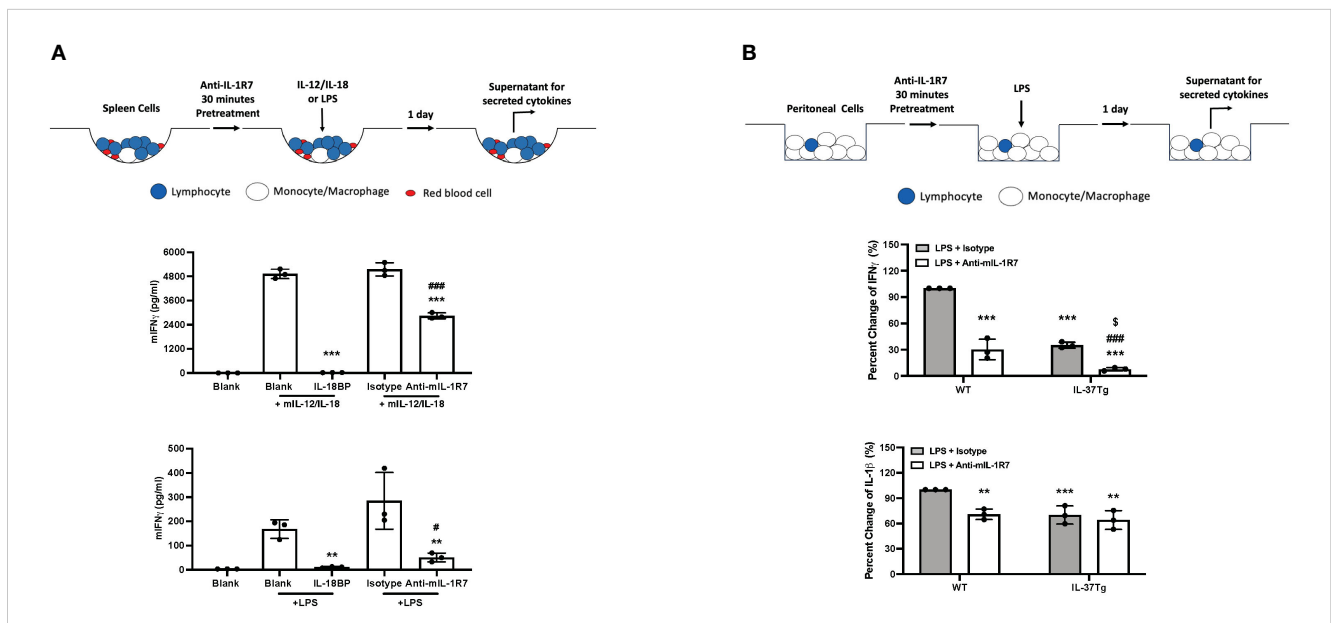 A
Spleen Cells
Anti-IL-1R7
30 minutes
Pretreatment
IL-12/IL-18
or LPS
1 day
Supernatant for
secreted cytokines
Lymphocyte
Monocyte/Macrophage
Red blood cell
mIFNγ (pg/ml)
6000
4800
3600
2400
1200
0
***
###
***
Blank
Blank
IL-18BP
Isotype
Anti-mIL-1R7
+ mIL-12/IL-18
+ mIL-12/IL-18
mIFNγ (pg/ml)
500
400
300
200
100
0
**
#
**
Blank
Blank
IL-18BP
Isotype
Anti-mIL-1R7
+LPS
+LPS
B
Peritoneal Cells
Anti-IL-1R7
30 minutes
Pretreatment
LPS
1 day
Supernatant for
secreted cytokines
Lymphocyte
Monocyte/Macrophage
Percent Change of IFNγ (%)
150
120
90
60
30
0
LPS + Isotype
LPS + Anti-mIL-1R7
***
***
$
###
***
WT
IL-37Tg
Percent Change of IL-1β (%)
150
120
90
60
30
0
LPS + Isotype
LPS + Anti-mIL-1R7
**
***
**
WT
IL-37Tg